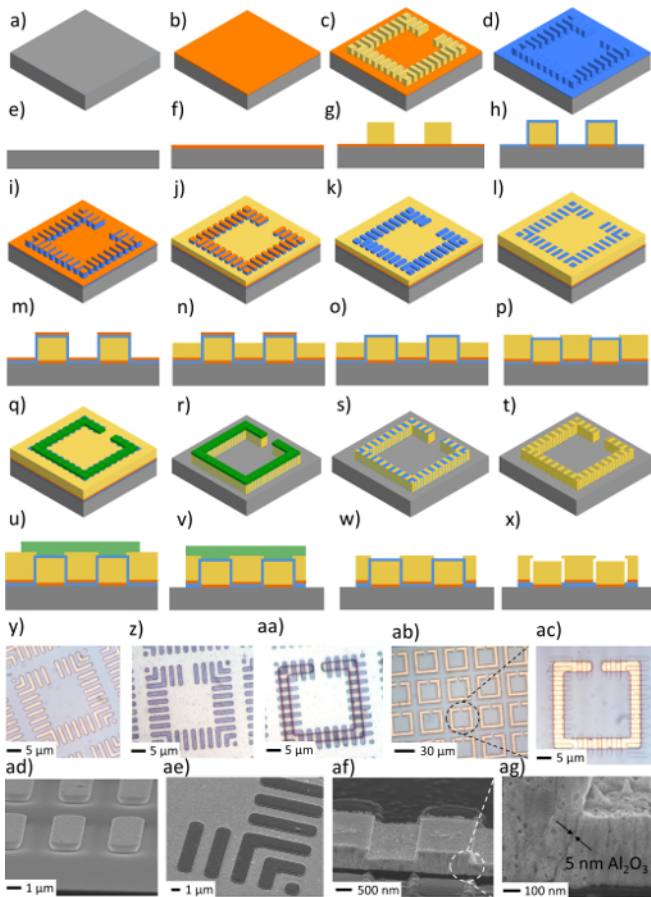 a) b) c) d)
e) f) g) h)
i) j) k) l)
m) n) o) p)
q) r) s) t)
u) v) w) x)
y) z) aa) ab) ac)
5 µm 5 µm 5 µm 30 µm 5 µm
ad) ae) af) ag)
5 nm Al₂O₃
1 µm 1 µm 500 nm 100 nm